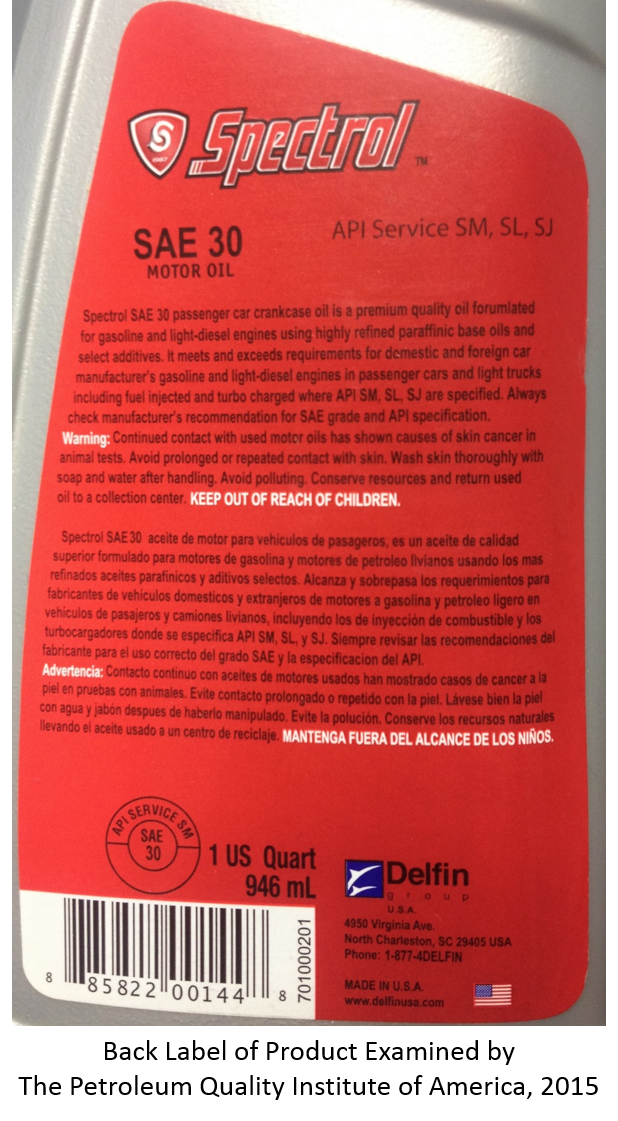 S
1987
Spectrol
TM
SAE 30
MOTOR OIL
API Service SM, SL, SJ
Spectrol SAE 30 passenger car crankcase oil is a premium quality oil forumlated
for gasoline and light-diesel engines using highly refined paraffinic base oils and
select additives. It meets and exceeds requirements for demestic and foreign car
manufacturer's gasoline and light-diesel engines in passenger cars and light trucks
including fuel injected and turbo charged where API SM, SL, SJ are specified. Always
check manufacturer's recommendation for SAE grade and API specification.
Warning: Continued contact with used motor oils has shown causes of skin cancer in
animal tests. Avoid prolonged or repeated contact with skin. Wash skin thoroughly with
soap and water after handling. Avoid polluting. Conserve resources and return used
oil to a collection center. KEEP OUT OF REACH OF CHILDREN.
Spectrol SAE30 aceite de motor para vehiculos de pasageros, es un aceite de calidad
superior formulado para motores de gasolina y motores de petroleo livianos usando los mas
refinados aceites parafinicos y aditivos selectos. Alcanza y sobrepasa los requerimientos para
fabricantes de vehiculos domesticos y extranjeros de motores a gasolina y petroleo ligero en
vehiculos de pasajeros y camiones livianos, incluyendo los de inyección de combustible y los
turbocargadores donde se especifica API SM, SL, y SJ. Siempre revisar las recomendaciones del
fabricante para el uso correcto del grado SAE y la especificacion del API.
Advertencia: Contacto continuo con aceites de motores usados han mostrado casos de cancer a la
piel en pruebas con animales. Evite contacto prolongado o repetido con la piel. Lávese bien la piel
con agua y jabón despues de haberlo manipulado. Evite la polución. Conserve los recursos naturales
llevando el aceite usado a un centro de reciclaje. MANTENGA FUERA DEL ALCANCE DE LOS NIÑOS.
API SERVICE SM
SAE
30
1 US Quart
946 mL
Delfin
group
U.S.A.
4950 Virginia Ave.
North Charleston, SC 29405 USA
Phone: 1-877-4DELFIN
MADE IN U.S.A.
www.delfinusa.com
8 85822 00144 8
701000201
Back Label of Product Examined by
The Petroleum Quality Institute of America, 2015